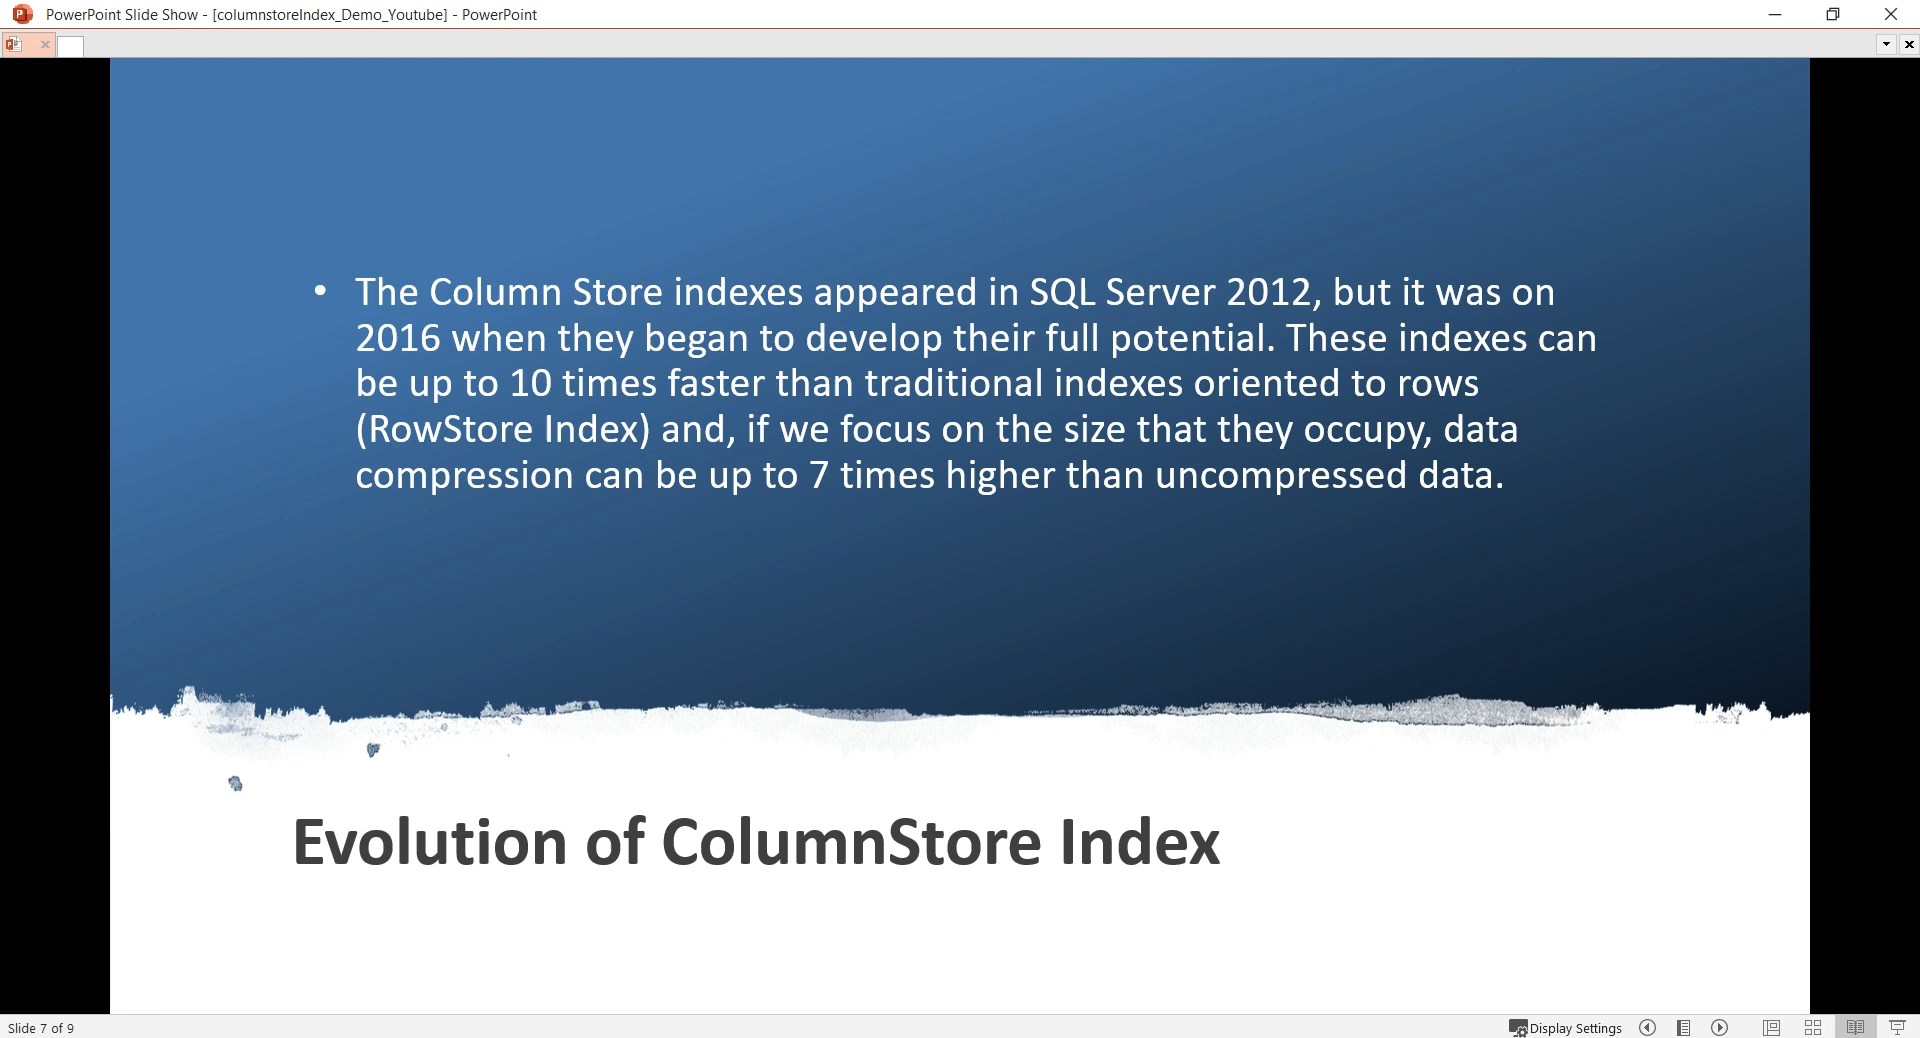 PowerPoint Slide Show - [columnstoreIndex_Demo_Youtube] - PowerPoint
• The Column Store indexes appeared in SQL Server 2012, but it was on
2016 when they began to develop their full potential. These indexes can
be up to 10 times faster than traditional indexes oriented to rows
(RowStore Index) and, if we focus on the size that they occupy, data
compression can be up to 7 times higher than uncompressed data.
Evolution of ColumnStore Index
Slide 7 of 9
Display Settings